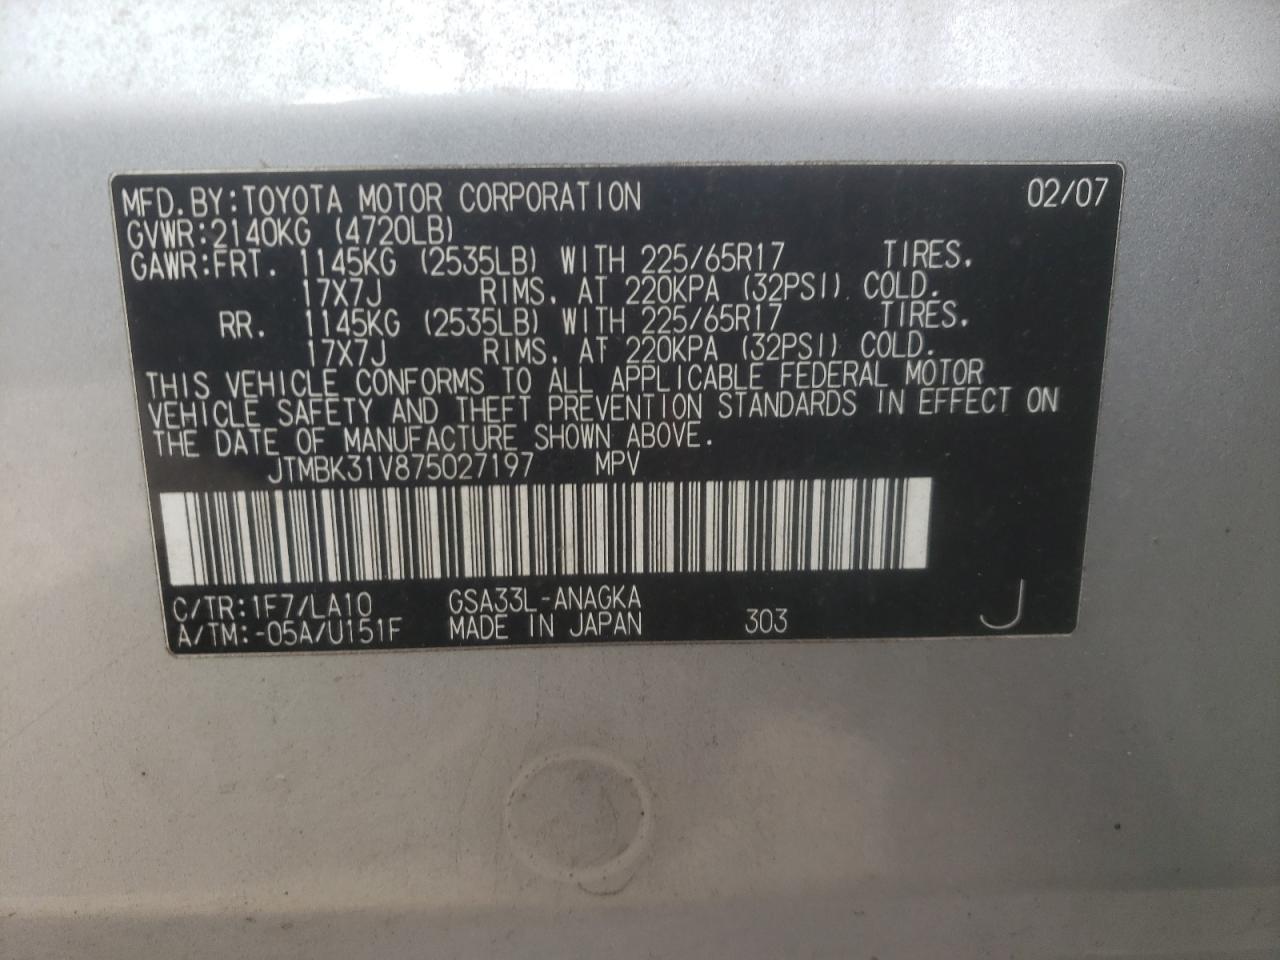 MFD.BY:TOYOTA MOTOR CORPORATION 02/07
GVWR:2140KG (4720LB)
GAWR:FRT. 1145KG (2535LB) WITH 225/65R17 TIRES.
17X7J RIMS, AT 220KPA (32PSI) COLD.
RR. 1145KG (2535LB) WITH 225/65R17 TIRES.
17X7J RIMS, AT 220KPA (32PSI) COLD.
THIS VEHICLE CONFORMS TO ALL APPLICABLE FEDERAL MOTOR
VEHICLE SAFETY AND THEFT PREVENTION STANDARDS IN EFFECT ON
THE DATE OF MANUFACTURE SHOWN ABOVE.
JTMBK31V875027197 MPV
C/TR:1F7/LA10 GSA33L-ANAGKA
A/TM:-05A/U151F MADE IN JAPAN 303 J